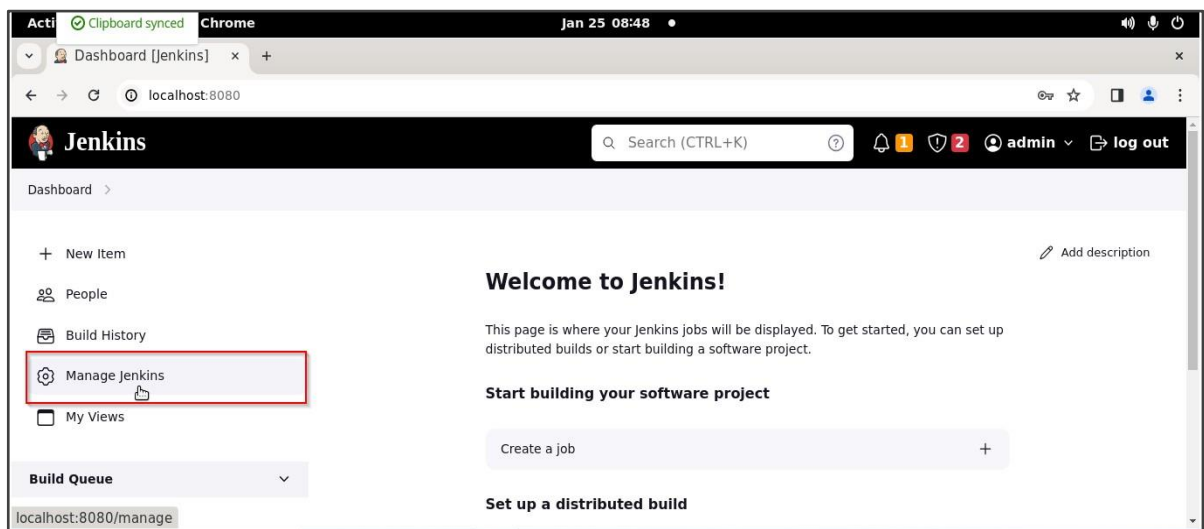 Acti Clipboard synced Chrome Jan 25 08:48
Dashboard [Jenkins] × +
localhost:8080
Jenkins Search (CTRL+K) 1 2 admin log out
Dashboard >
+ New Item
Add description
People
Build History
Manage Jenkins
My Views
Build Queue
localhost:8080/manage
Welcome to Jenkins!
This page is where your Jenkins jobs will be displayed. To get started, you can set up
distributed builds or start building a software project.
Start building your software project
Create a job +
Set up a distributed build